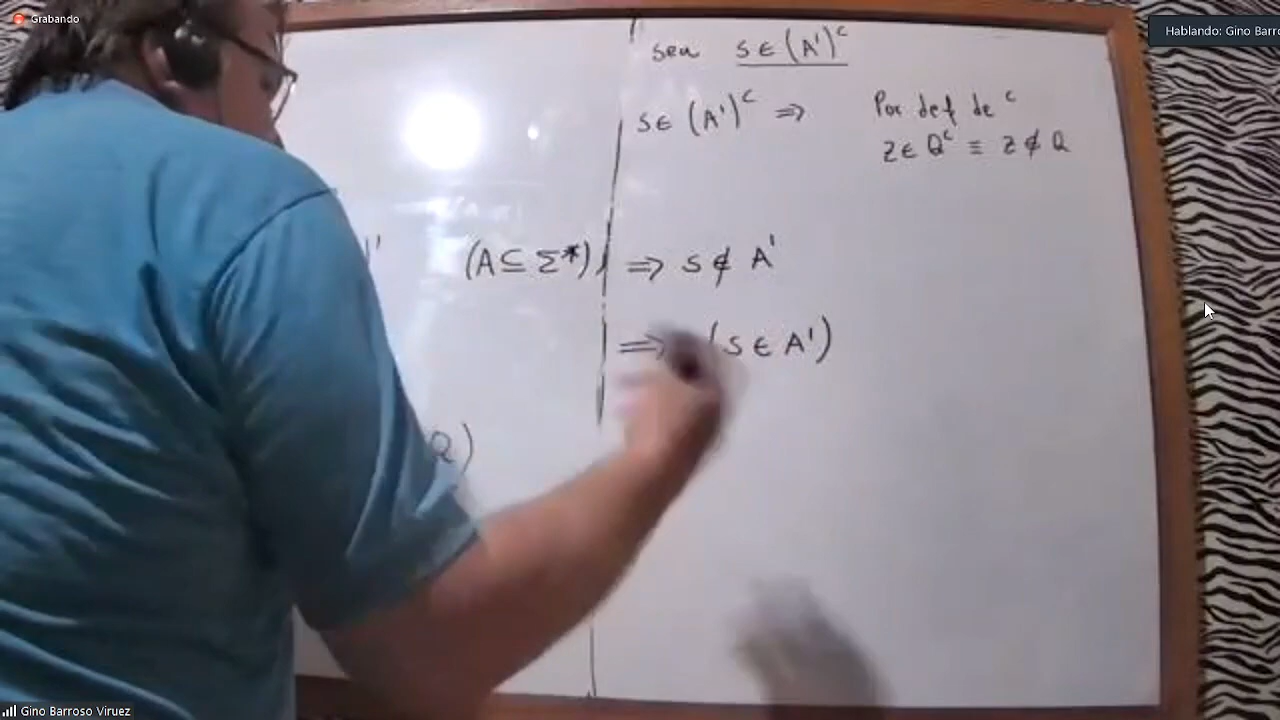 Grabando
Hablando: Gino Barro
sea s ∈ (A')ᶜ
s ∈ (A')ᶜ ⇒ Por def de ᶜ
z ∈ Qᶜ ≡ z ∉ Q
(A ⊆ Σ*) ⇒ s ∉ A'
⇒ (s ∈ A')
Q)
Gino Barroso Viruez